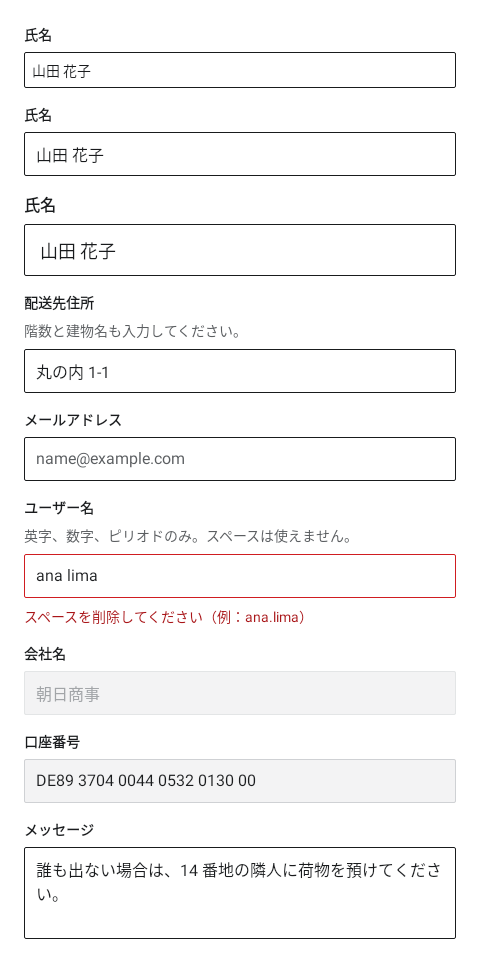 氏名
山田 花子
氏名
山田 花子
氏名
山田 花子
配送先住所
階数と建物名も入力してください。
丸の内 1-1
メールアドレス
name@example.com
ユーザー名
英字、数字、ピリオドのみ。スペースは使えません。
ana lima
スペースを削除してください（例：ana.lima）
会社名
朝日商事
口座番号
DE89 3704 0044 0532 0130 00
メッセージ
誰も出ない場合は、14 番地の隣人に荷物を預けてくださ
い。